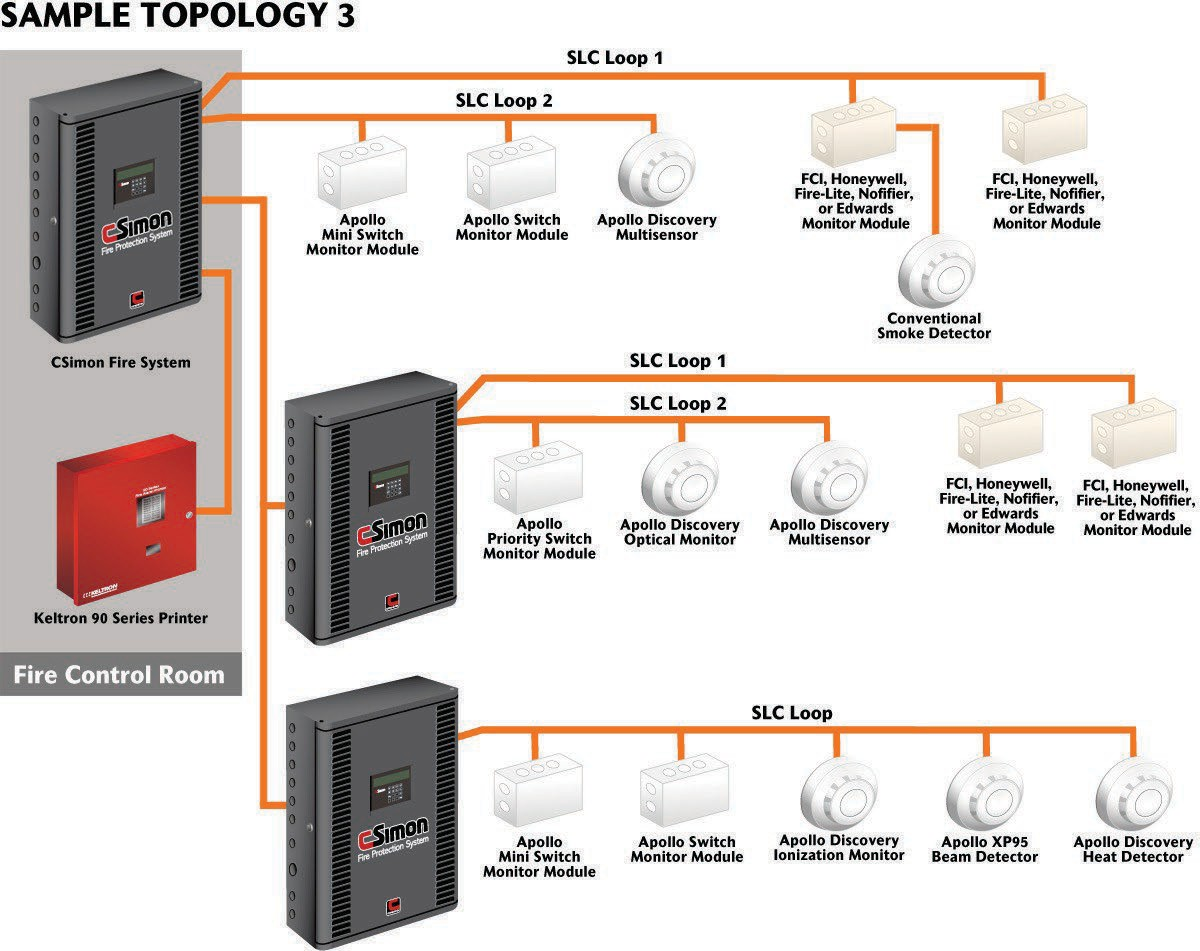 SAMPLE TOPOLOGY 3
SLC Loop 1
SLC Loop 2
CSimon
Fire Protection System
CSimon Fire System
Apollo
Mini Switch
Monitor Module
Apollo Switch
Monitor Module
Apollo Discovery
Multisensor
FCI, Honeywell,
Fire-Lite, Nofifier,
or Edwards
Monitor Module
FCI, Honeywell,
Fire-Lite, Nofifier,
or Edwards
Monitor Module
Conventional
Smoke Detector
KELTRON
Keltron 90 Series Printer
Fire Control Room
SLC Loop 1
SLC Loop 2
CSimon
Fire Protection System
Apollo
Priority Switch
Monitor Module
Apollo Discovery
Optical Monitor
Apollo Discovery
Multisensor
FCI, Honeywell,
Fire-Lite, Nofifier,
or Edwards
Monitor Module
FCI, Honeywell,
Fire-Lite, Nofifier,
or Edwards
Monitor Module
SLC Loop
CSimon
Fire Protection System
Apollo
Mini Switch
Monitor Module
Apollo Switch
Monitor Module
Apollo Discovery
Ionization Monitor
Apollo XP95
Beam Detector
Apollo Discovery
Heat Detector